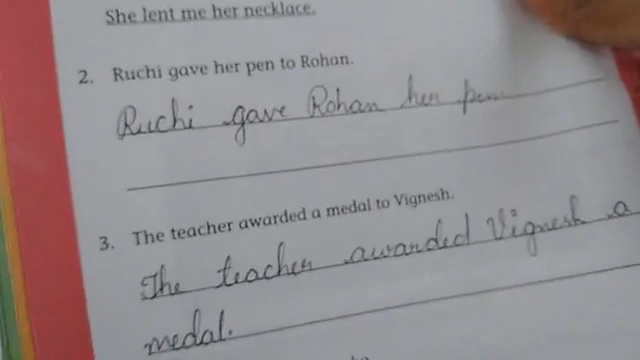 She lent me her necklace.
2. Ruchi gave her pen to Rohan.
Ruchi gave Rohan her pen
3. The teacher awarded a medal to Vignesh.
The teacher awarded Vignesh a
medal.